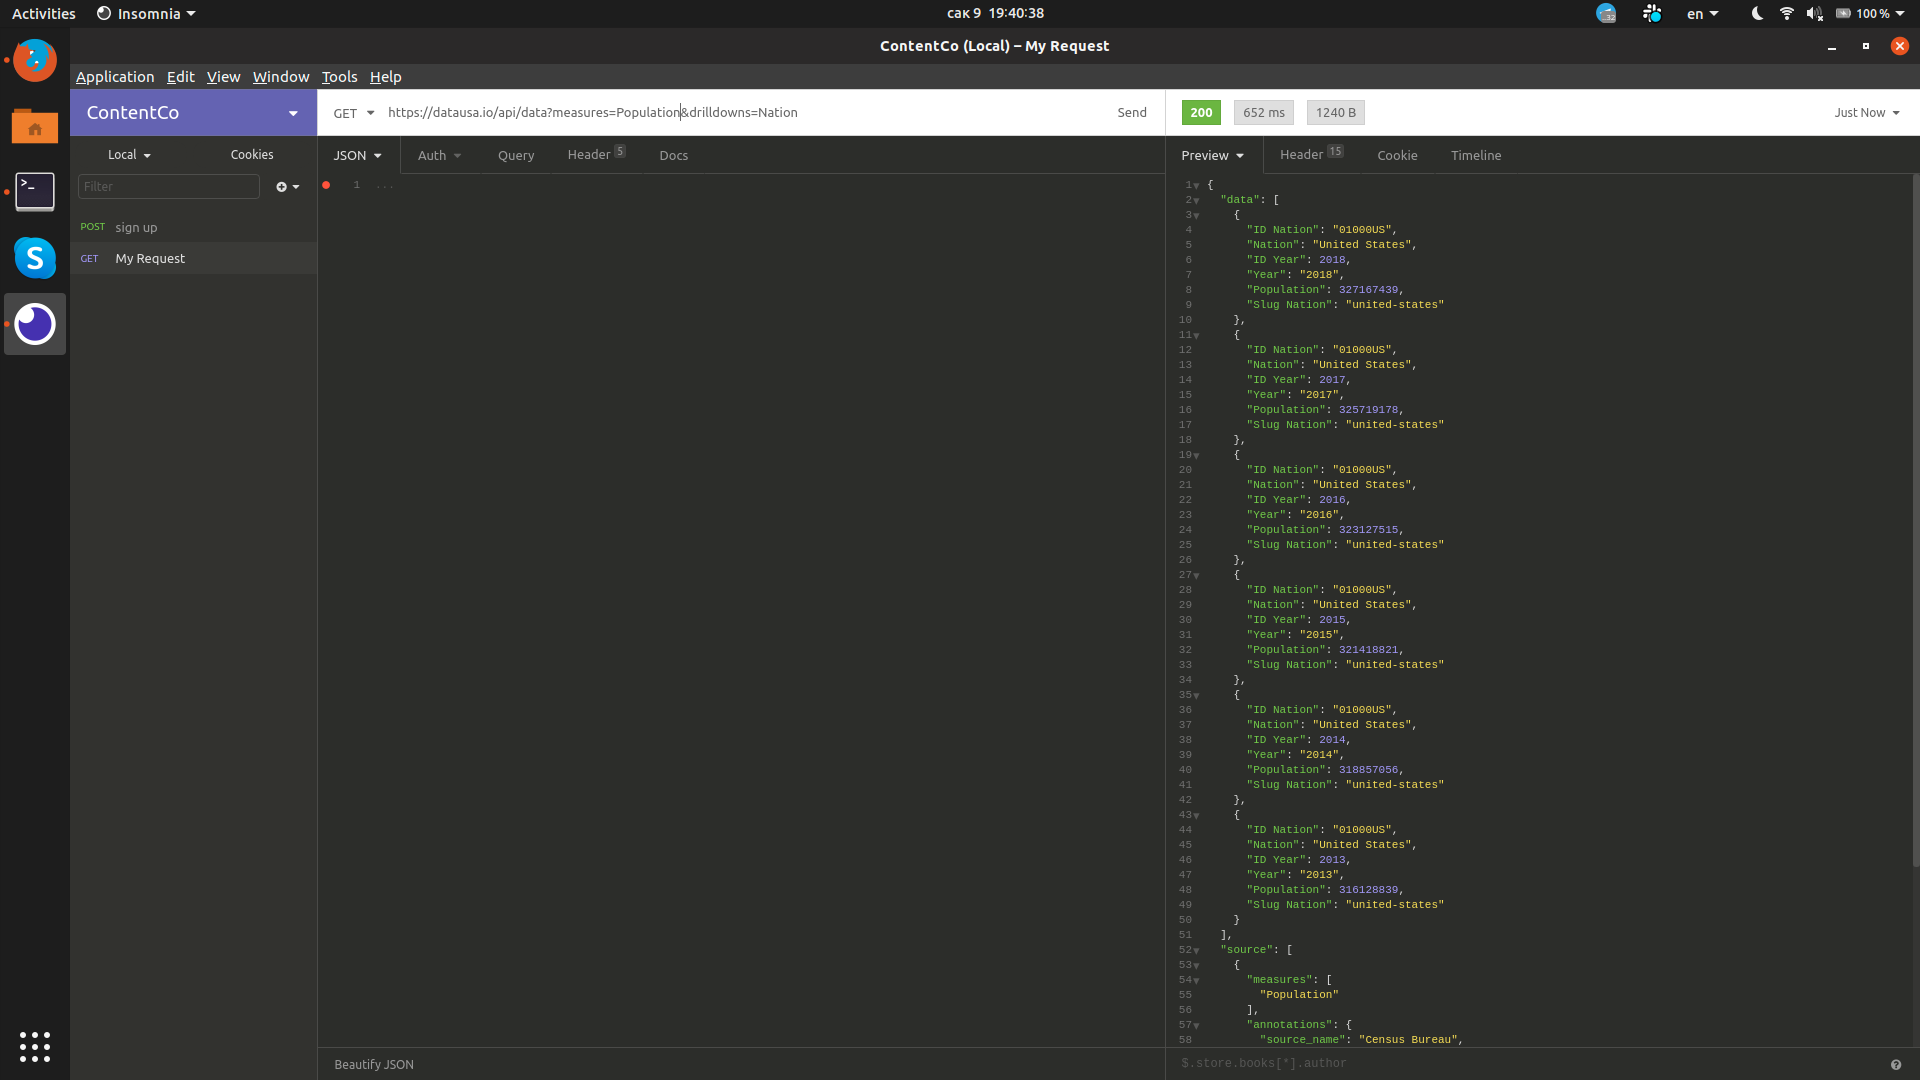 Activities Insomnia сак 9 19:40:38 en 100 %
ContentCo (Local) – My Request
Application Edit View Window Tools Help
ContentCo GET https://datausa.io/api/data?measures=Population&drilldowns=Nation Send 200 652 ms 1240 B Just Now
Local Cookies JSON Auth Query Header 5 Docs Preview Header 15 Cookie Timeline
Filter
POST sign up
GET My Request
1 ...
1 {
2 "data": [
3 {
4 "ID Nation": "01000US",
5 "Nation": "United States",
6 "ID Year": 2018,
7 "Year": "2018",
8 "Population": 327167439,
9 "Slug Nation": "united-states"
10 },
11 {
12 "ID Nation": "01000US",
13 "Nation": "United States",
14 "ID Year": 2017,
15 "Year": "2017",
16 "Population": 325719178,
17 "Slug Nation": "united-states"
18 },
19 {
20 "ID Nation": "01000US",
21 "Nation": "United States",
22 "ID Year": 2016,
23 "Year": "2016",
24 "Population": 323127515,
25 "Slug Nation": "united-states"
26 },
27 {
28 "ID Nation": "01000US",
29 "Nation": "United States",
30 "ID Year": 2015,
31 "Year": "2015",
32 "Population": 321418821,
33 "Slug Nation": "united-states"
34 },
35 {
36 "ID Nation": "01000US",
37 "Nation": "United States",
38 "ID Year": 2014,
39 "Year": "2014",
40 "Population": 318857056,
41 "Slug Nation": "united-states"
42 },
43 {
44 "ID Nation": "01000US",
45 "Nation": "United States",
46 "ID Year": 2013,
47 "Year": "2013",
48 "Population": 316128839,
49 "Slug Nation": "united-states"
50 }
51 ],
52 "source": [
53 {
54 "measures": [
55 "Population"
56 ],
57 "annotations": {
58 "source_name": "Census Bureau",
Beautify JSON $.store.books[*].author